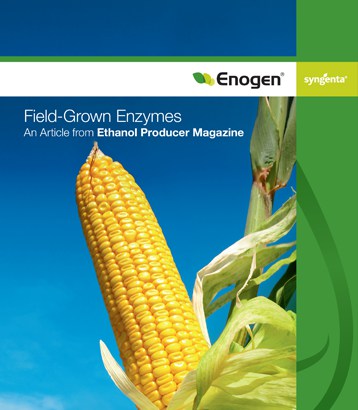 Enogen®
syngenta®
Field-Grown Enzymes
An Article from Ethanol Producer Magazine